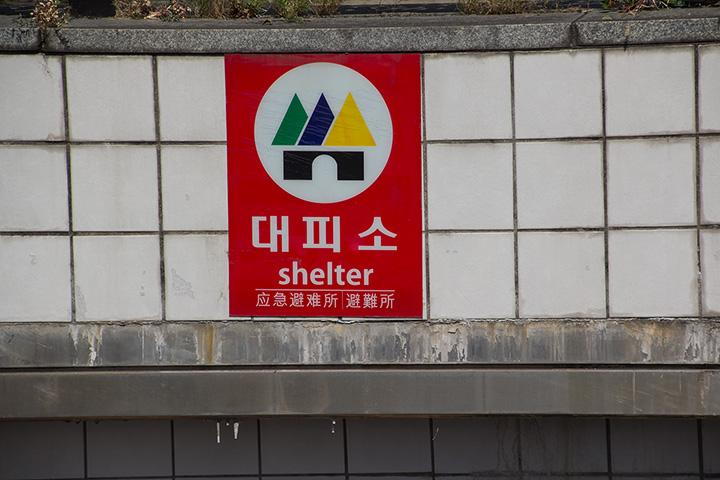 대피소
shelter
应急避难所 | 避難所